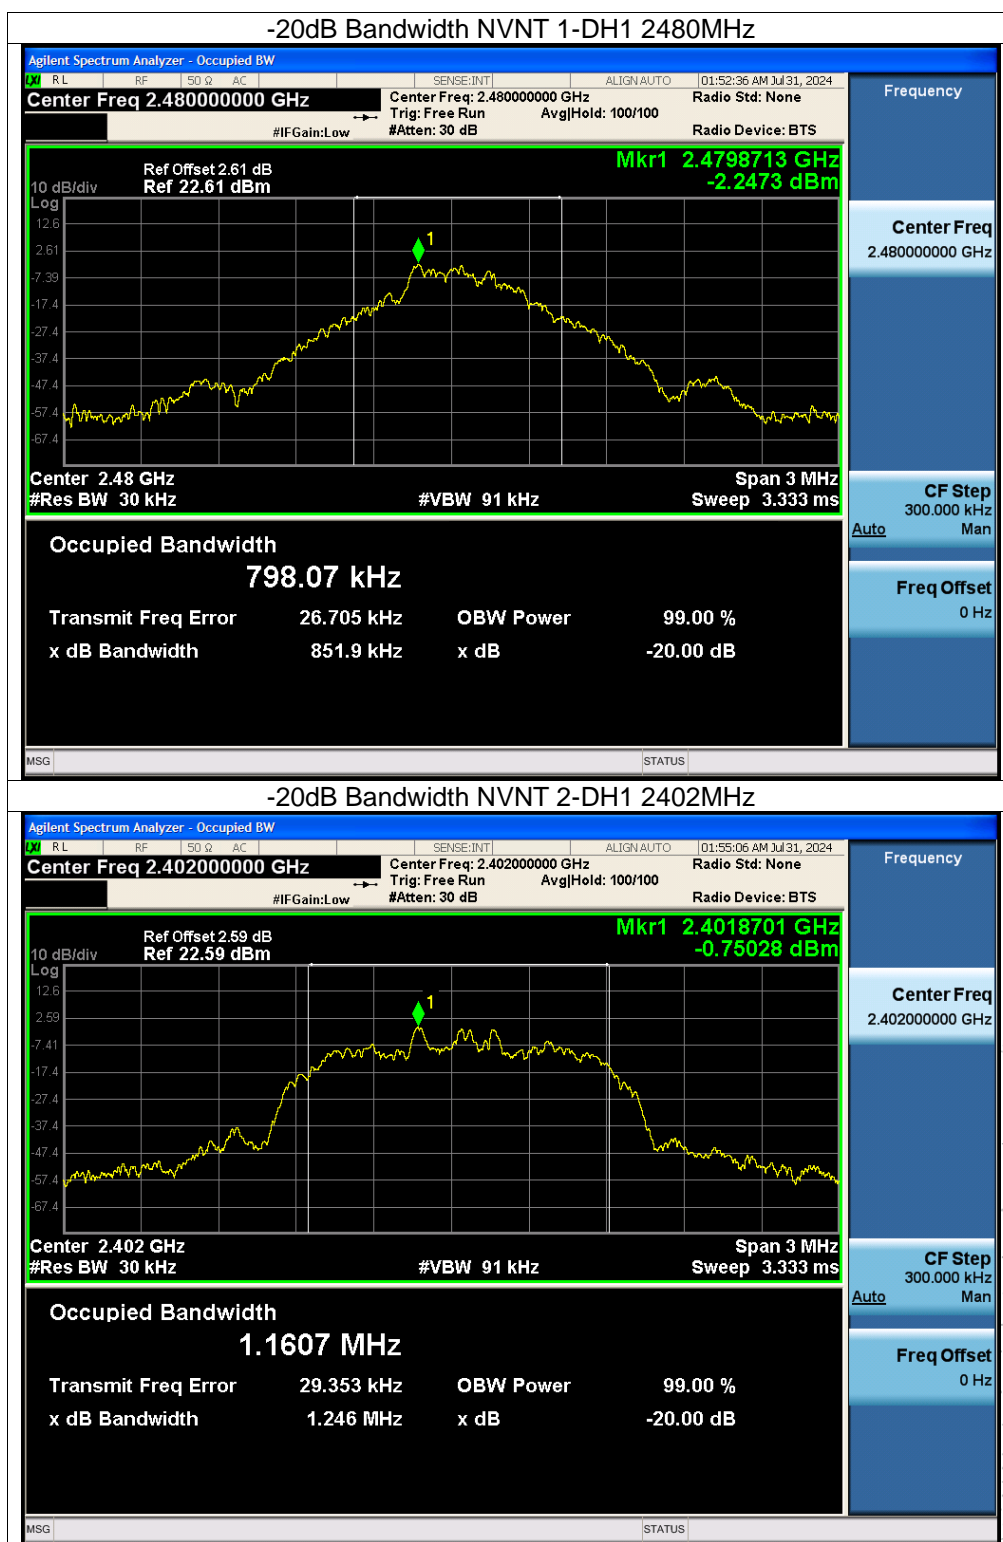 -20dB Bandwidth NVNT 1-DH1 2480MHz
Agilent Spectrum Analyzer - Occupied BW
LXI RL RF 50 Ω AC SENSE:INT ALIGN AUTO 01:52:36 AM Jul 31, 2024
Center Freq 2.480000000 GHz
Center Freq: 2.480000000 GHz Radio Std: None
Trig: Free Run Avg|Hold: 100/100
#IFGain:Low #Atten: 30 dB Radio Device: BTS
Frequency
Mkr1 2.4798713 GHz
-2.2473 dBm
Ref Offset 2.61 dB
10 dB/div Ref 22.61 dBm
Log
12.6
2.61
-7.39
-17.4
-27.4
-37.4
-47.4
-57.4
-67.4
1
Center 2.48 GHz Span 3 MHz
#Res BW 30 kHz #VBW 91 kHz Sweep 3.333 ms
Center Freq
2.480000000 GHz
CF Step
300.000 kHz
Auto Man
Freq Offset
0 Hz
Occupied Bandwidth
798.07 kHz
Transmit Freq Error 26.705 kHz OBW Power 99.00 %
x dB Bandwidth 851.9 kHz x dB -20.00 dB
MSG STATUS
-20dB Bandwidth NVNT 2-DH1 2402MHz
Agilent Spectrum Analyzer - Occupied BW
LXI RL RF 50 Ω AC SENSE:INT ALIGN AUTO 01:55:06 AM Jul 31, 2024
Center Freq 2.402000000 GHz
Center Freq: 2.402000000 GHz Radio Std: None
Trig: Free Run Avg|Hold: 100/100
#IFGain:Low #Atten: 30 dB Radio Device: BTS
Frequency
Mkr1 2.4018701 GHz
-0.75028 dBm
Ref Offset 2.59 dB
10 dB/div Ref 22.59 dBm
Log
12.6
2.59
-7.41
-17.4
-27.4
-37.4
-47.4
-57.4
-67.4
1
Center 2.402 GHz Span 3 MHz
#Res BW 30 kHz #VBW 91 kHz Sweep 3.333 ms
Center Freq
2.402000000 GHz
CF Step
300.000 kHz
Auto Man
Freq Offset
0 Hz
Occupied Bandwidth
1.1607 MHz
Transmit Freq Error 29.353 kHz OBW Power 99.00 %
x dB Bandwidth 1.246 MHz x dB -20.00 dB
MSG STATUS